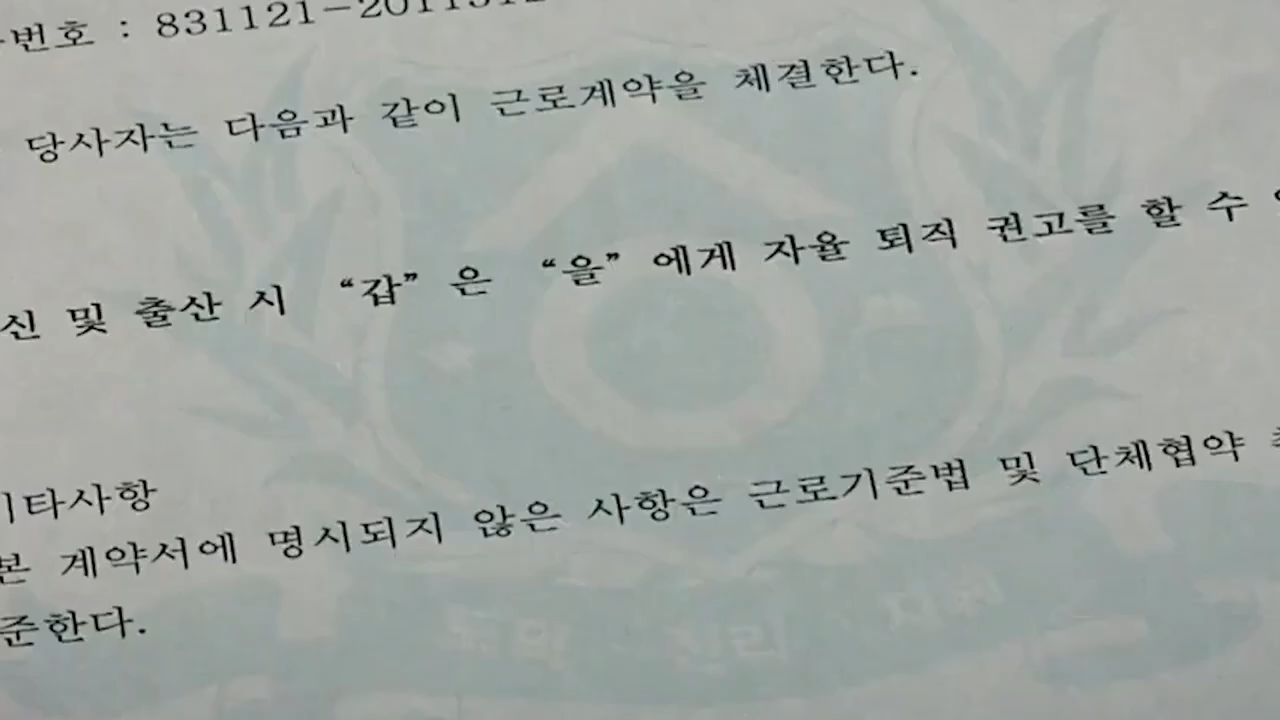 번호 : 831121-2011512
당사자는 다음과 같이 근로계약을 체결한다.
신 및 출산 시 “갑” 은 “을” 에게 자율 퇴직 권고를 할 수
기타사항
본 계약서에 명시되지 않은 사항은 근로기준법 및 단체협약
준한다.